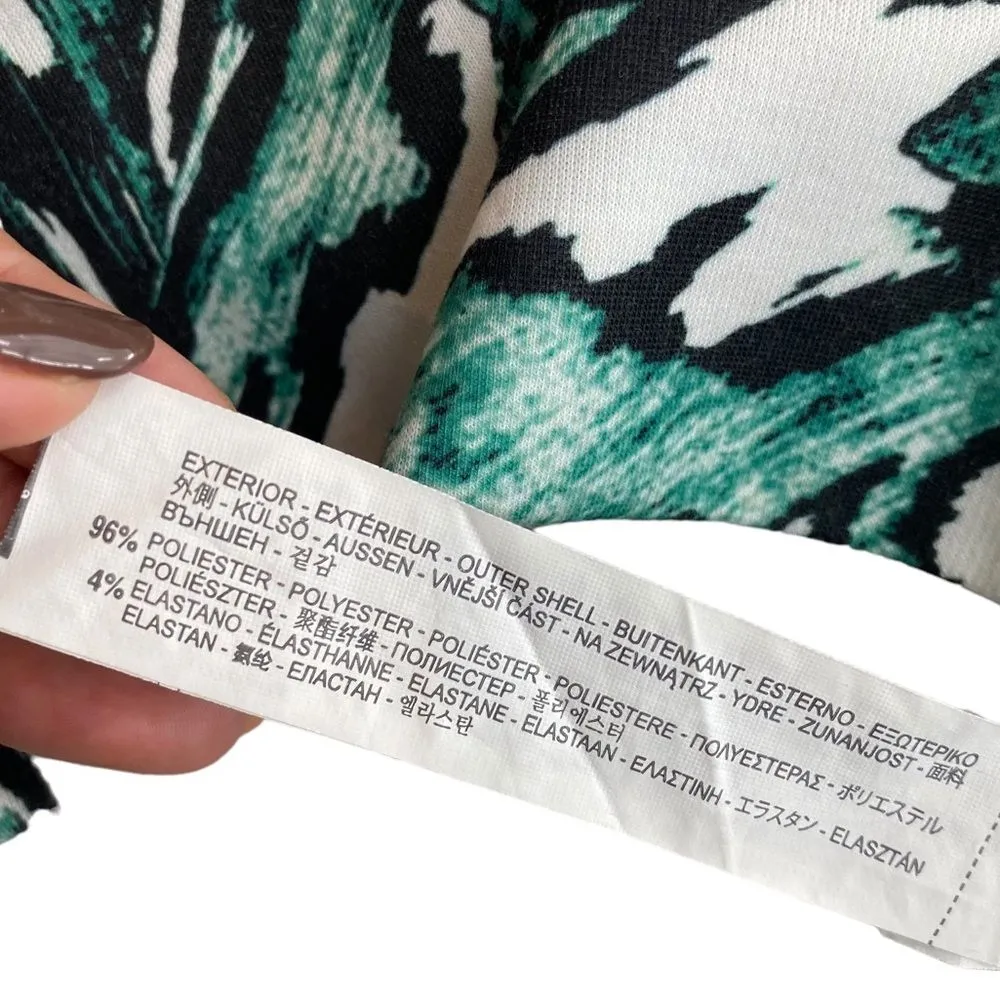 EXTERIOR - EXTÉRIEUR - OUTER SHELL - BUITENKANT - ESTERNO - ΕΞΩΤΕΡΙΚΟ
外側 - KÜLSŐ - AUSSEN - VNĚJŠÍ ČÁST - NA ZEWNĄTRZ - YDRE - ZUNANJOST - 面料
ВЪНШЕН - 겉감
96% POLIESTER - POLYESTER - POLIÉSTER - POLIESTERE - ΠΟΛΥΕΣΤΕΡΑΣ - ポリエステル
POLIÉSZTER - 聚酯纤维 - ПОЛИЕСТЕР - 폴리에스터
4% ELASTANO - ÉLASTHANNE - ELASTANE - ELASTAAN - ΕΛΑΣΤΙΝΗ - エラスタン - ELASZTÁN
ELASTAN - 氨纶 - ЕЛАСТАН - 엘라스탄